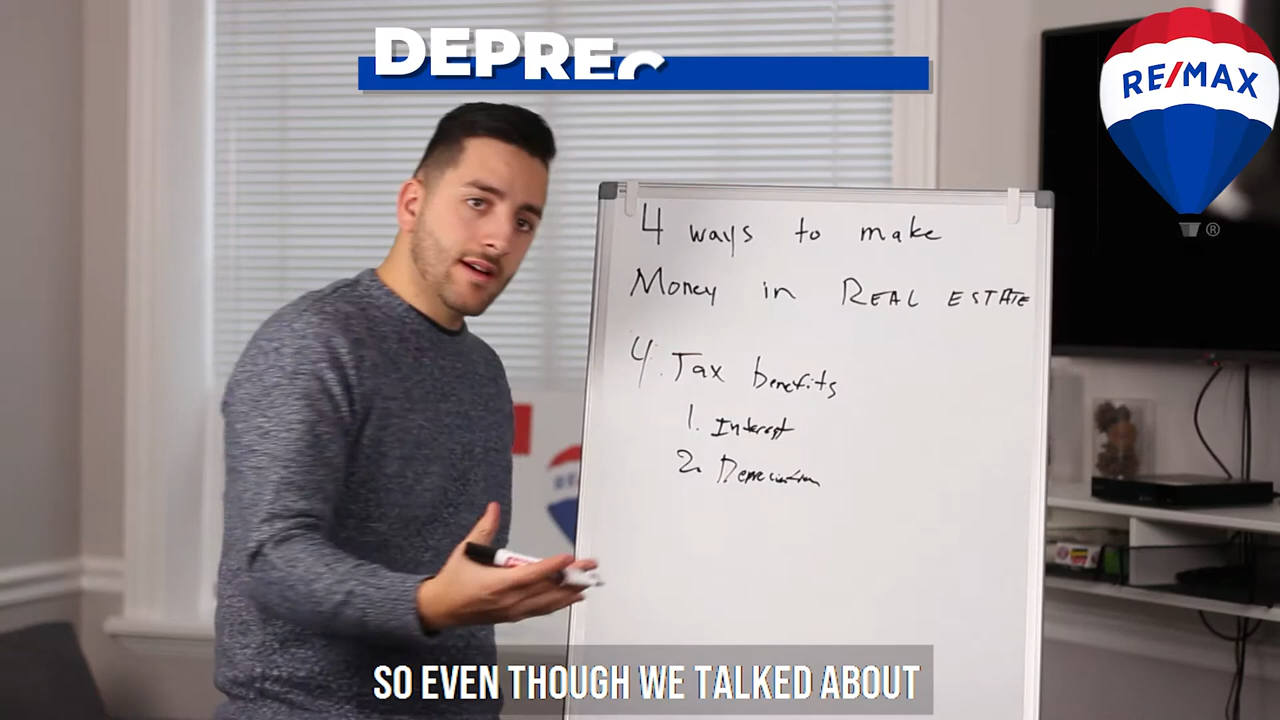 DEPREC
RE/MAX
®
4 ways to make
Money in REAL ESTATE
4. Tax benefits
1. Interest
2. Depreciation
SO EVEN THOUGH WE TALKED ABOUT